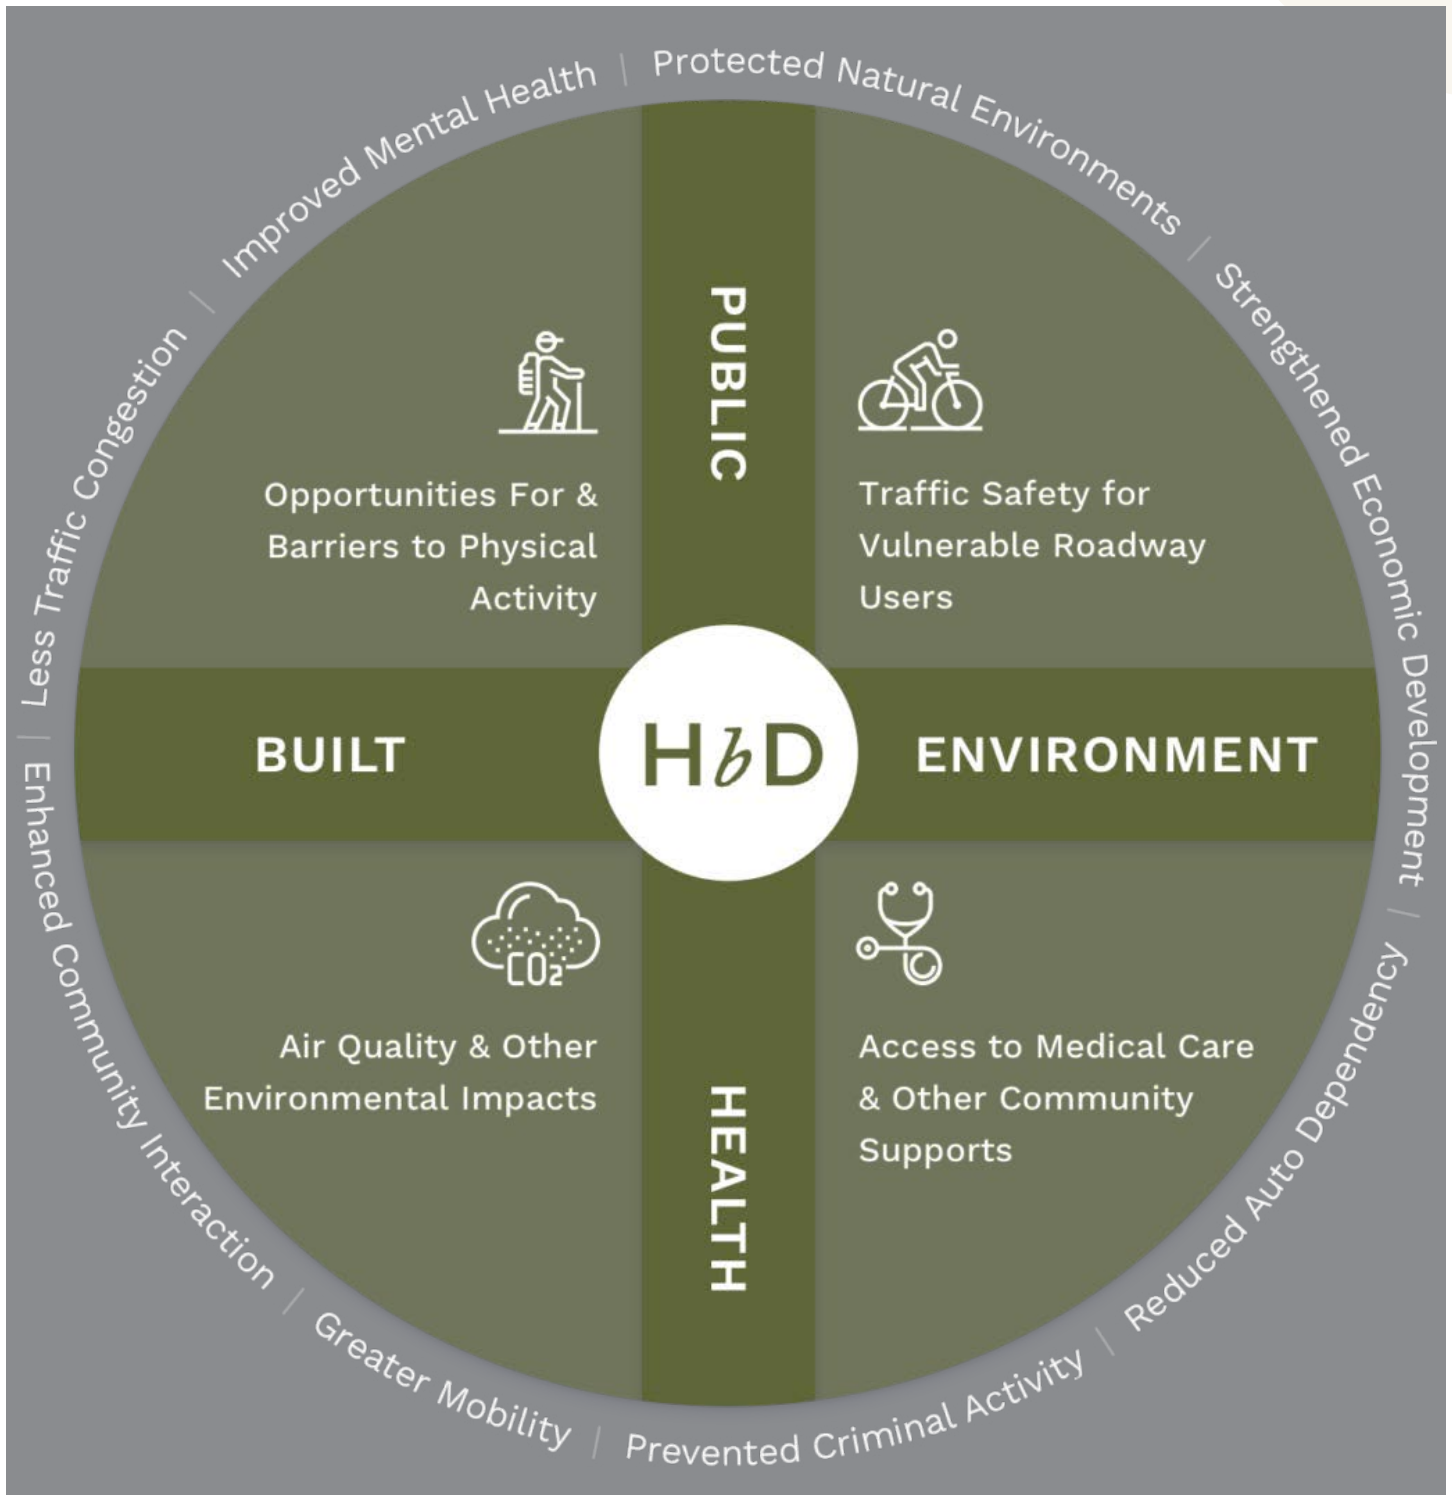 Protected Natural Environments |
Strengthened Economic Development |
Reduced Auto Dependency |
Prevented Criminal Activity |
Greater Mobility |
Enhanced Community Interaction |
Less Traffic Congestion |
Improved Mental Health |
PUBLIC
Opportunities For &
Barriers to Physical
Activity
Traffic Safety for
Vulnerable Roadway
Users
BUILT
HbD
ENVIRONMENT
CO₂
Air Quality & Other
Environmental Impacts
Access to Medical Care
& Other Community
Supports
HEALTH